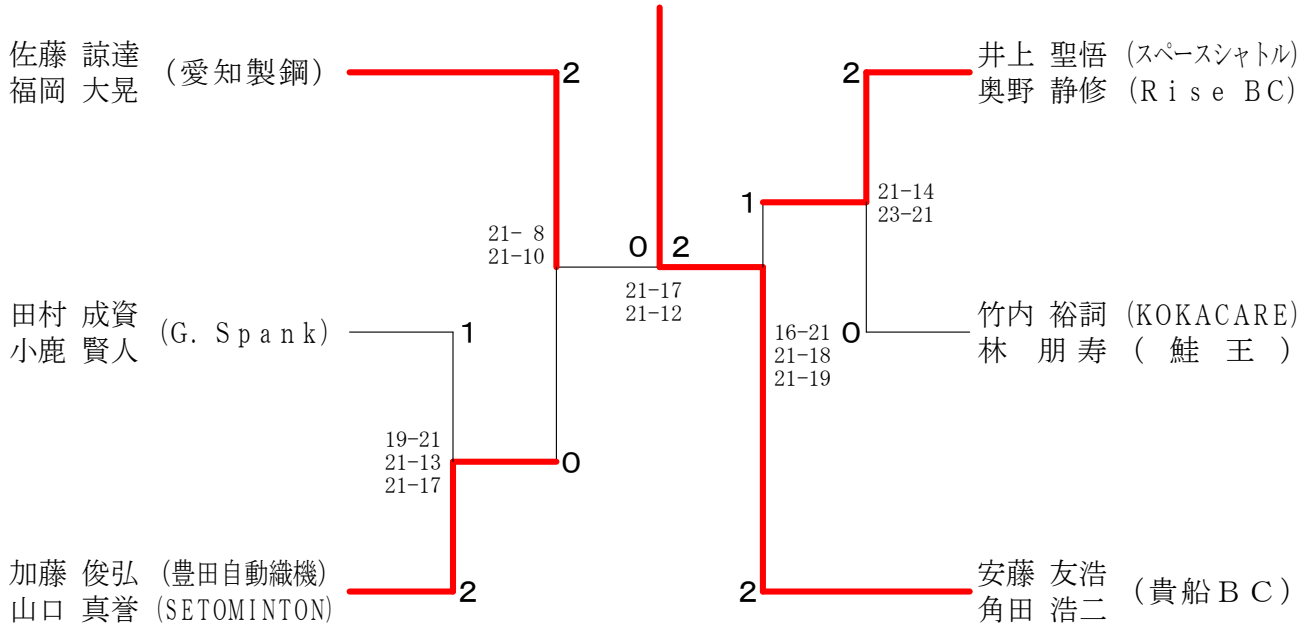 佐藤 諒達
福岡 大晃
(愛知製鋼)
2
21- 8
21-10
田村 成資
小鹿 賢人
(G. Spank)
1
19-21
21-13
21-17
0
加藤 俊弘 (豊田自動織機)
山口 真誉 (SETOMINTON)
2
0 2
21-17
21-12
井上 聖悟 (スペースシャトル)
奥野 静修 (Rise BC)
2
1
21-14
23-21
竹内 裕詞 (KOKACARE)
林 朋寿 (鮭王)
0
16-21
21-18
21-19
安藤 友浩
角田 浩二
(貴船BC)
2